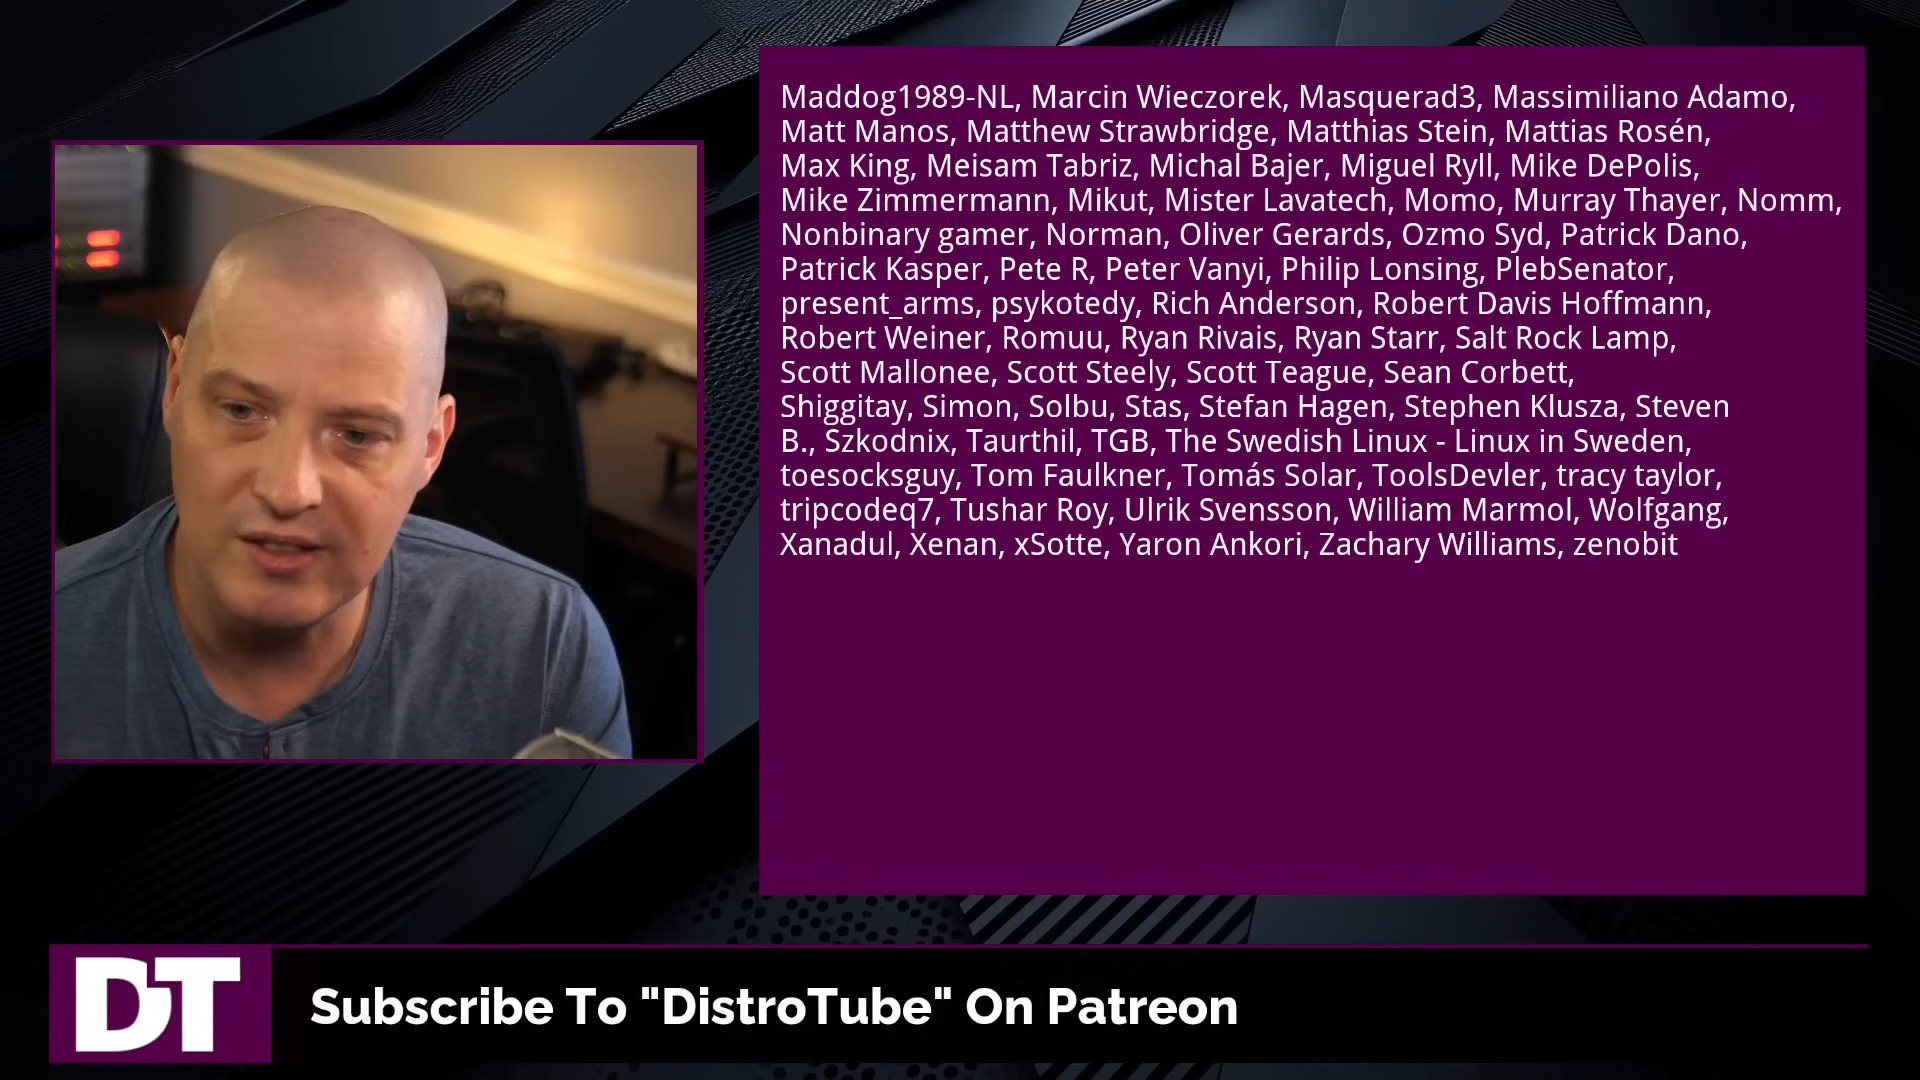 Maddog1989-NL, Marcin Wieczorek, Masquerad3, Massimiliano Adamo,
Matt Manos, Matthew Strawbridge, Matthias Stein, Mattias Rosén,
Max King, Meisam Tabriz, Michal Bajer, Miguel Ryll, Mike DePolis,
Mike Zimmermann, Mikut, Mister Lavatech, Momo, Murray Thayer, Nomm,
Nonbinary gamer, Norman, Oliver Gerards, Ozmo Syd, Patrick Dano,
Patrick Kasper, Pete R, Peter Vanyi, Philip Lonsing, PlebSenator,
present_arms, psykotedy, Rich Anderson, Robert Davis Hoffmann,
Robert Weiner, Romuu, Ryan Rivais, Ryan Starr, Salt Rock Lamp,
Scott Mallonee, Scott Steely, Scott Teague, Sean Corbett,
Shiggitay, Simon, Solbu, Stas, Stefan Hagen, Stephen Klusza, Steven
B., Szkodnix, Taurthil, TGB, The Swedish Linux - Linux in Sweden,
toesocksguy, Tom Faulkner, Tomás Solar, ToolsDevler, tracy taylor,
tripcodeq7, Tushar Roy, Ulrik Svensson, William Marmol, Wolfgang,
Xanadul, Xenan, xSotte, Yaron Ankori, Zachary Williams, zenobit
DT
Subscribe To "DistroTube" On Patreon